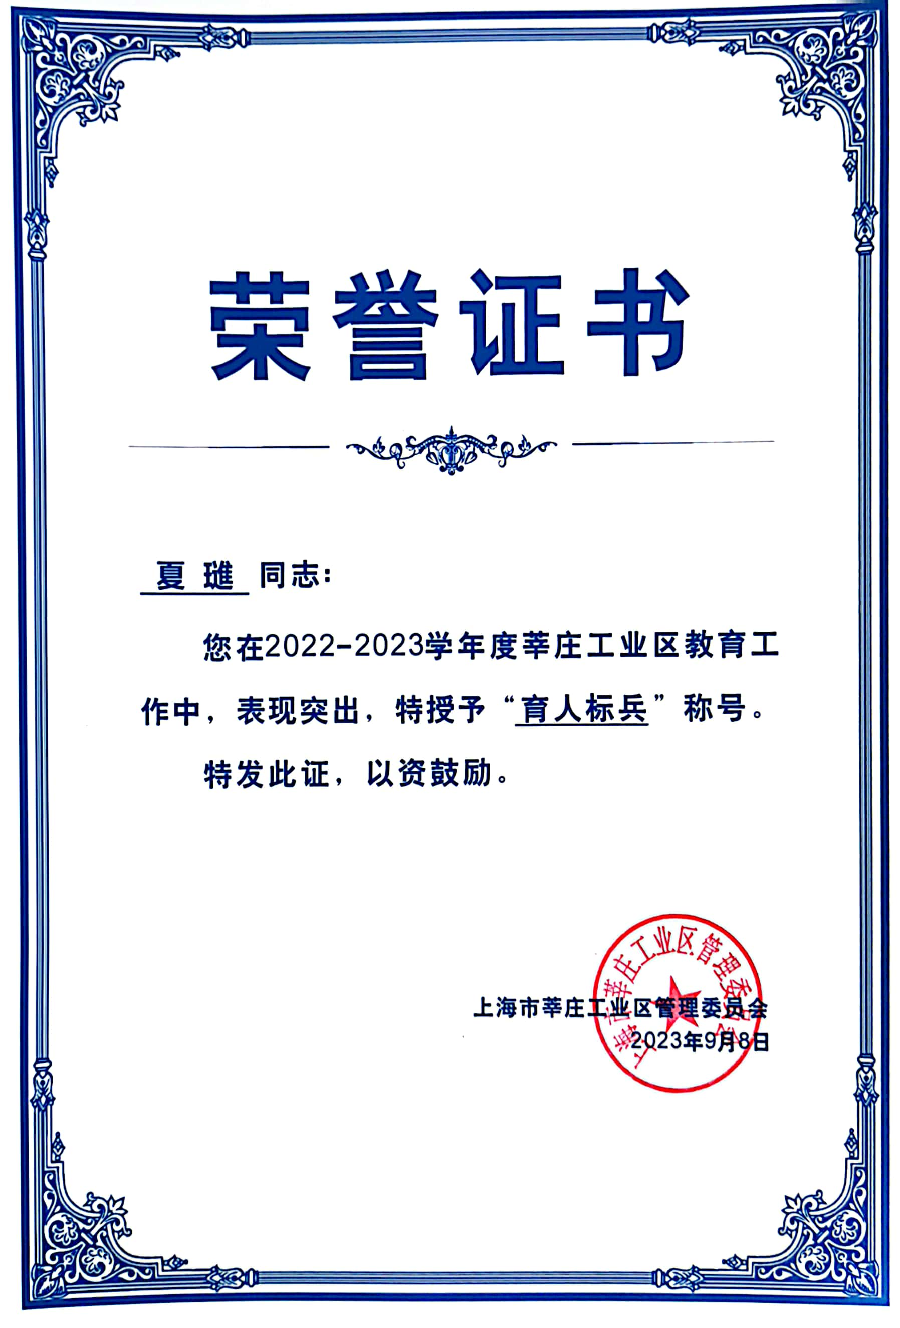 荣誉证书
夏 琟 同志：
您在2022-2023学年度莘庄工业区教育工
作中，表现突出，特授予“育人标兵”称号。
特发此证，以资鼓励。
上海市莘庄工业区管理委员会
上海市莘庄工业区管理委员会
2023年9月8日